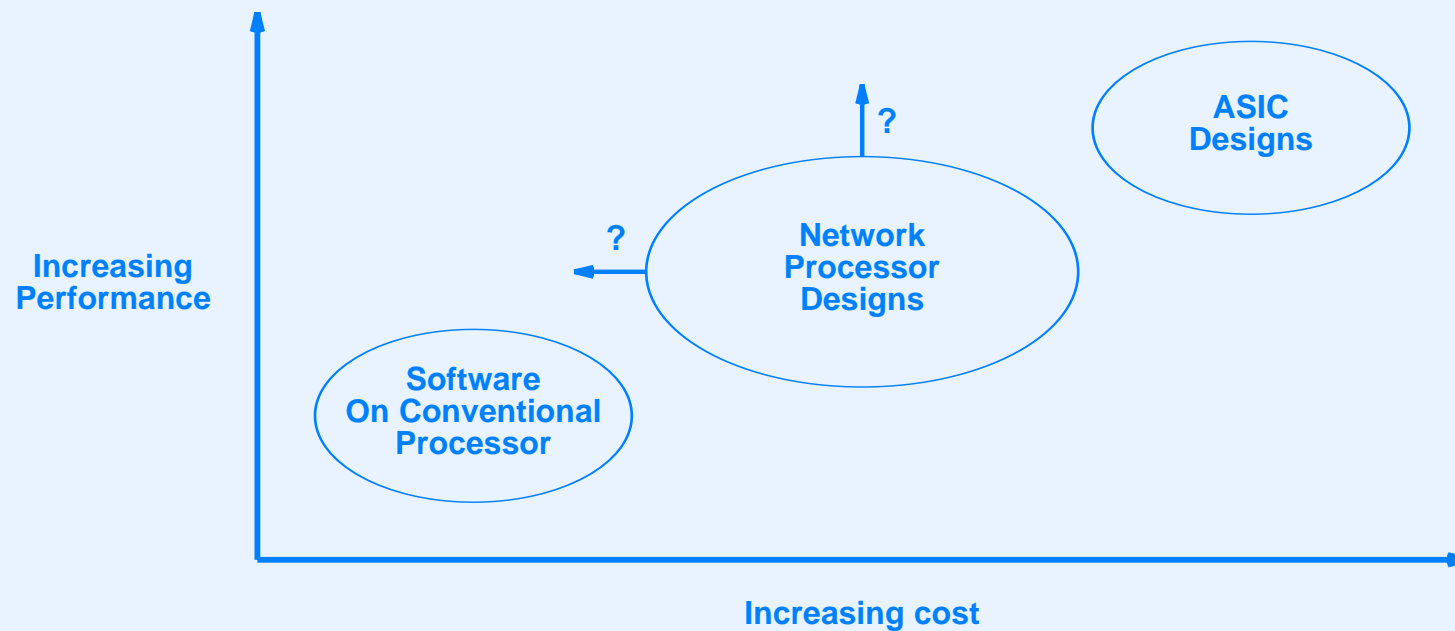 ASIC
Designs
?
Network
Processor
Designs
?
Increasing
Performance
Software
On Conventional
Processor
Increasing cost